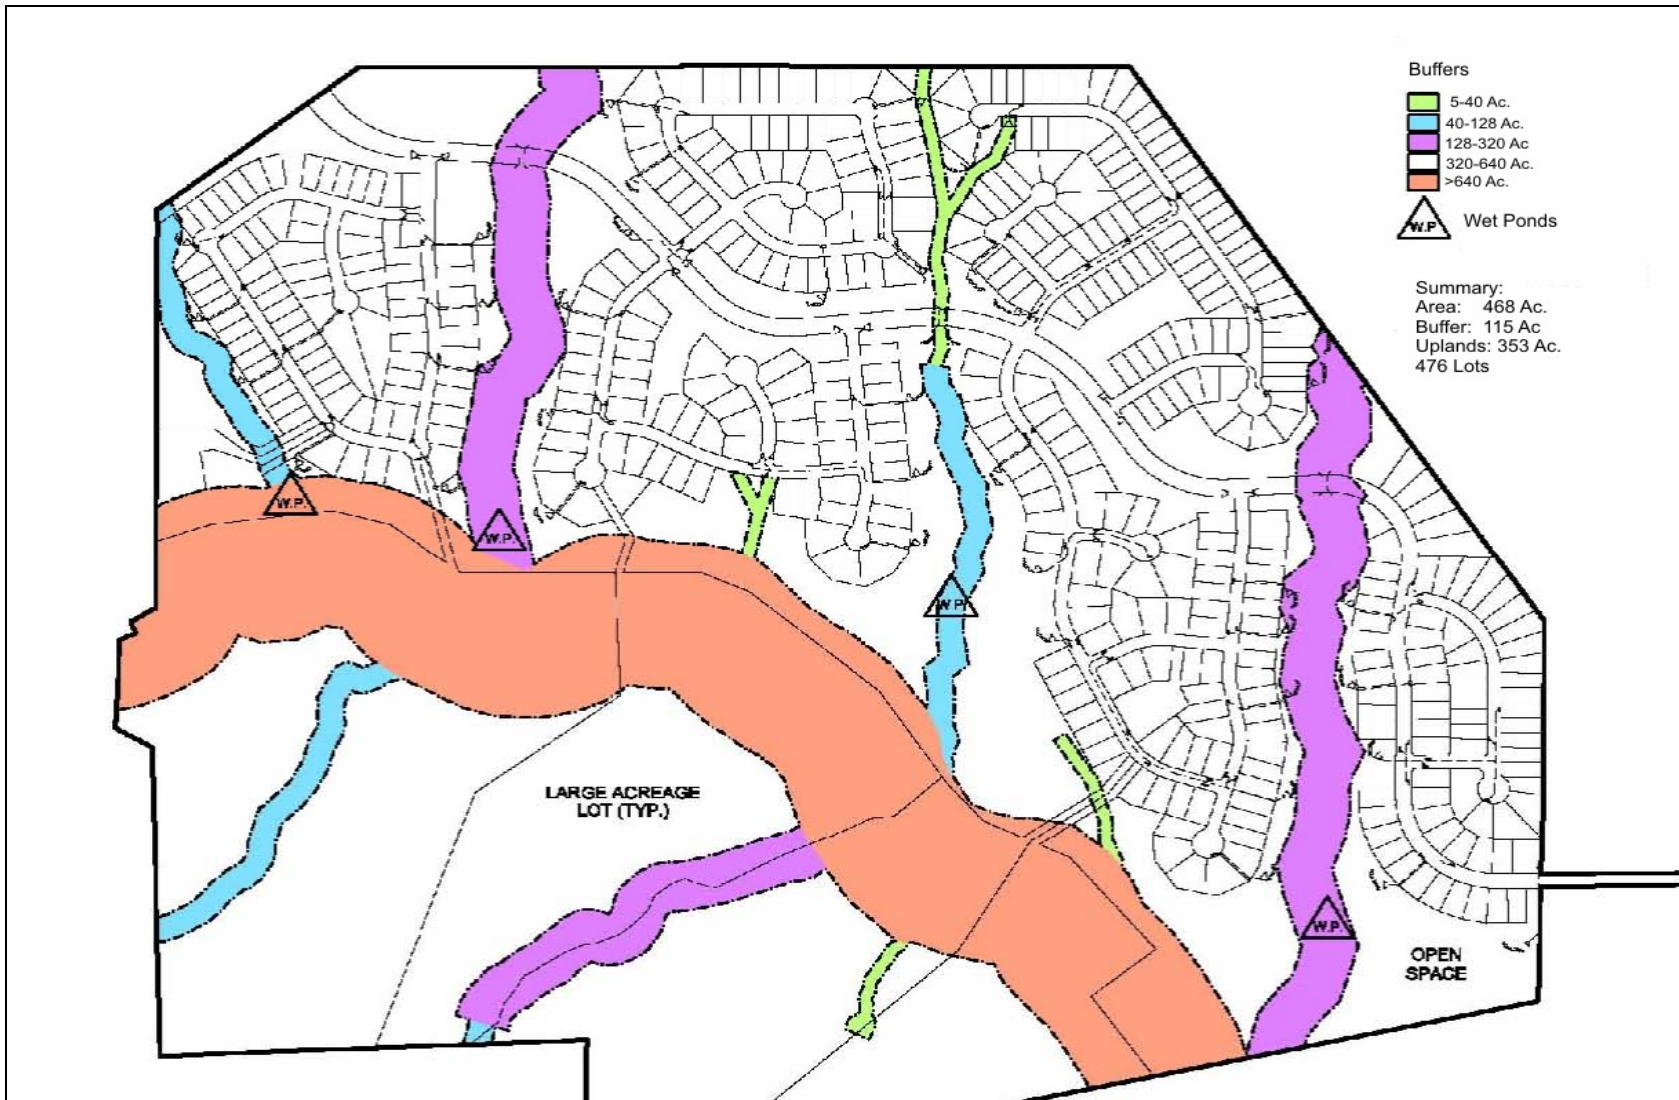 Buffers
5-40 Ac.
40-128 Ac.
128-320 Ac
320-640 Ac.
>640 Ac.
W.P
Wet Ponds
Summary:
Area: 468 Ac.
Buffer: 115 Ac
Uplands: 353 Ac.
476 Lots
W.P.
W.P.
W.P
W.P.
LARGE ACREAGE
LOT (TYP.)
OPEN
SPACE